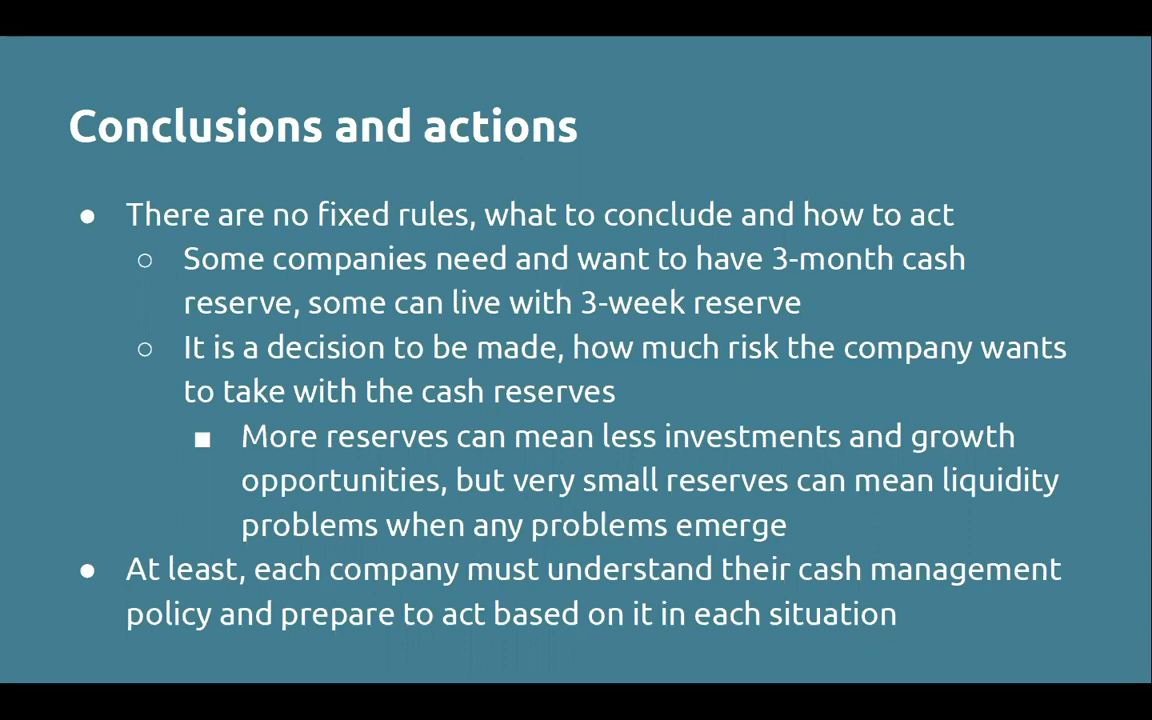 Conclusions and actions
● There are no fixed rules, what to conclude and how to act
○ Some companies need and want to have 3-month cash
reserve, some can live with 3-week reserve
○ It is a decision to be made, how much risk the company wants
to take with the cash reserves
■ More reserves can mean less investments and growth
opportunities, but very small reserves can mean liquidity
problems when any problems emerge
● At least, each company must understand their cash management
policy and prepare to act based on it in each situation